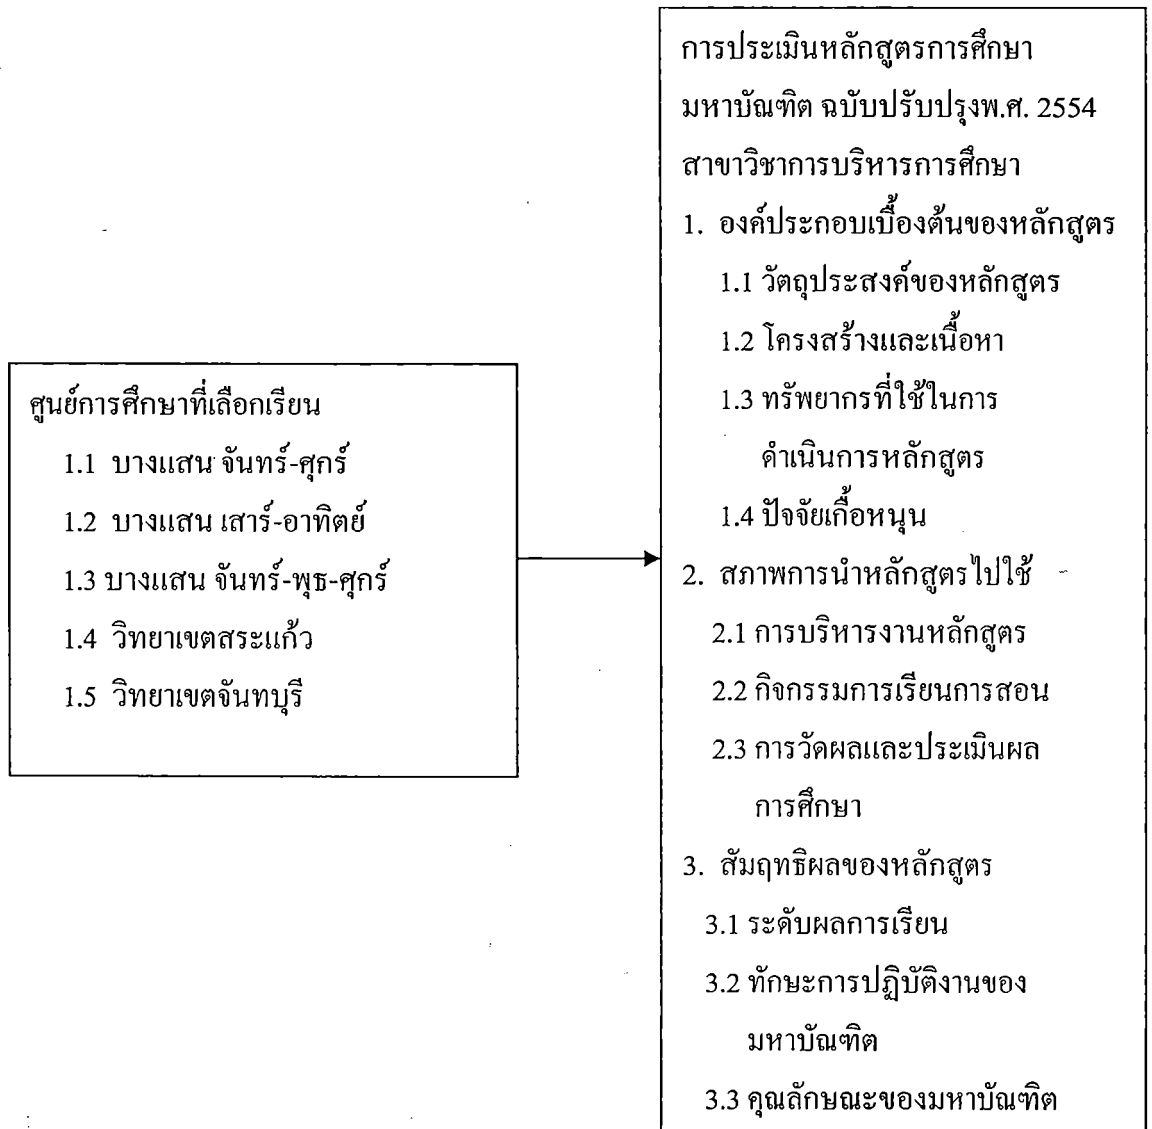 ศูนย์การศึกษาที่เลือกเรียน
1.1 บางแสน จันทร์-ศุกร์
1.2 บางแสน เสาร์-อาทิตย์
1.3 บางแสน จันทร์-พุธ-ศุกร์
1.4 วิทยาเขตสระแก้ว
1.5 วิทยาเขตจันทบุรี
การประเมินหลักสูตรการศึกษา
มหาบัณฑิต ฉบับปรับปรุงพ.ศ. 2554
สาขาวิชาการบริหารการศึกษา
1. องค์ประกอบเบื้องต้นของหลักสูตร
1.1 วัตถุประสงค์ของหลักสูตร
1.2 โครงสร้างและเนื้อหา
1.3 ทรัพยากรที่ใช้ในการ
ดำเนินการหลักสูตร
1.4 ปัจจัยเกื้อหนุน
2. สภาพการนำหลักสูตรไปใช้
2.1 การบริหารงานหลักสูตร
2.2 กิจกรรมการเรียนการสอน
2.3 การวัดผลและประเมินผล
การศึกษา
3. สัมฤทธิผลของหลักสูตร
3.1 ระดับผลการเรียน
3.2 ทักษะการปฏิบัติงานของ
มหาบัณฑิต
3.3 คุณลักษณะของมหาบัณฑิต